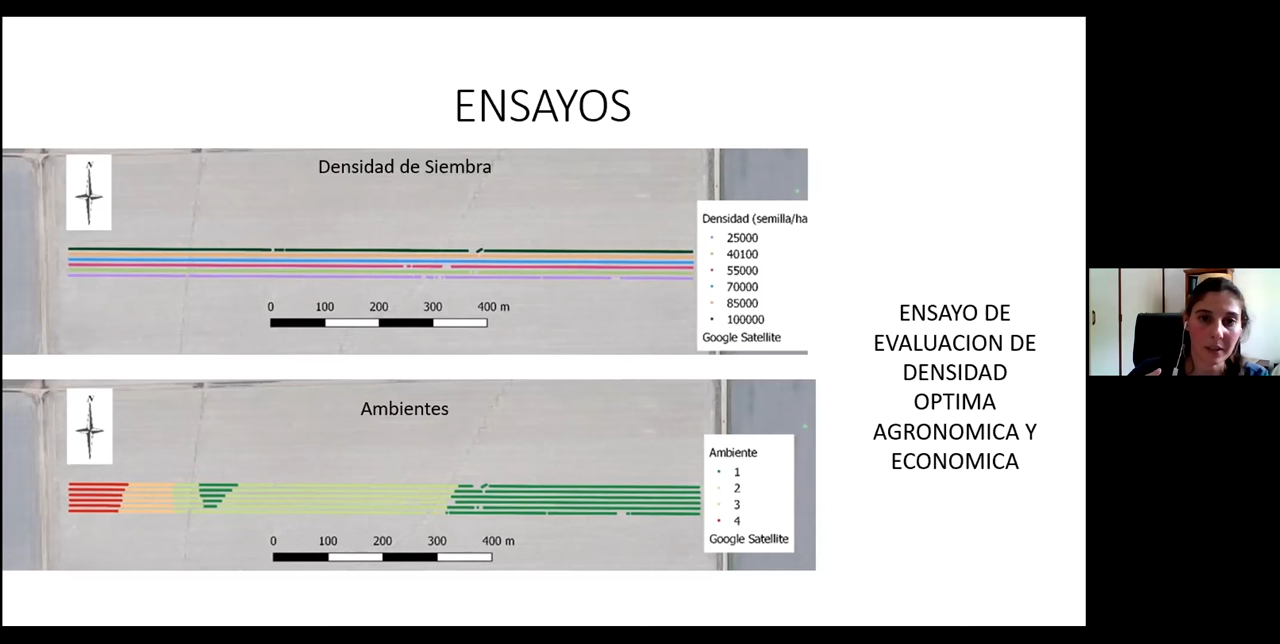 ENSAYOS
Densidad de Siembra
N
Densidad (semilla/ha
25000
40100
55000
70000
85000
100000
Google Satellite
0 100 200 300 400 m
Ambientes
N
Ambiente
1
2
3
4
Google Satellite
0 100 200 300 400 m
ENSAYO DE
EVALUACION DE
DENSIDAD
OPTIMA
AGRONOMICA Y
ECONOMICA